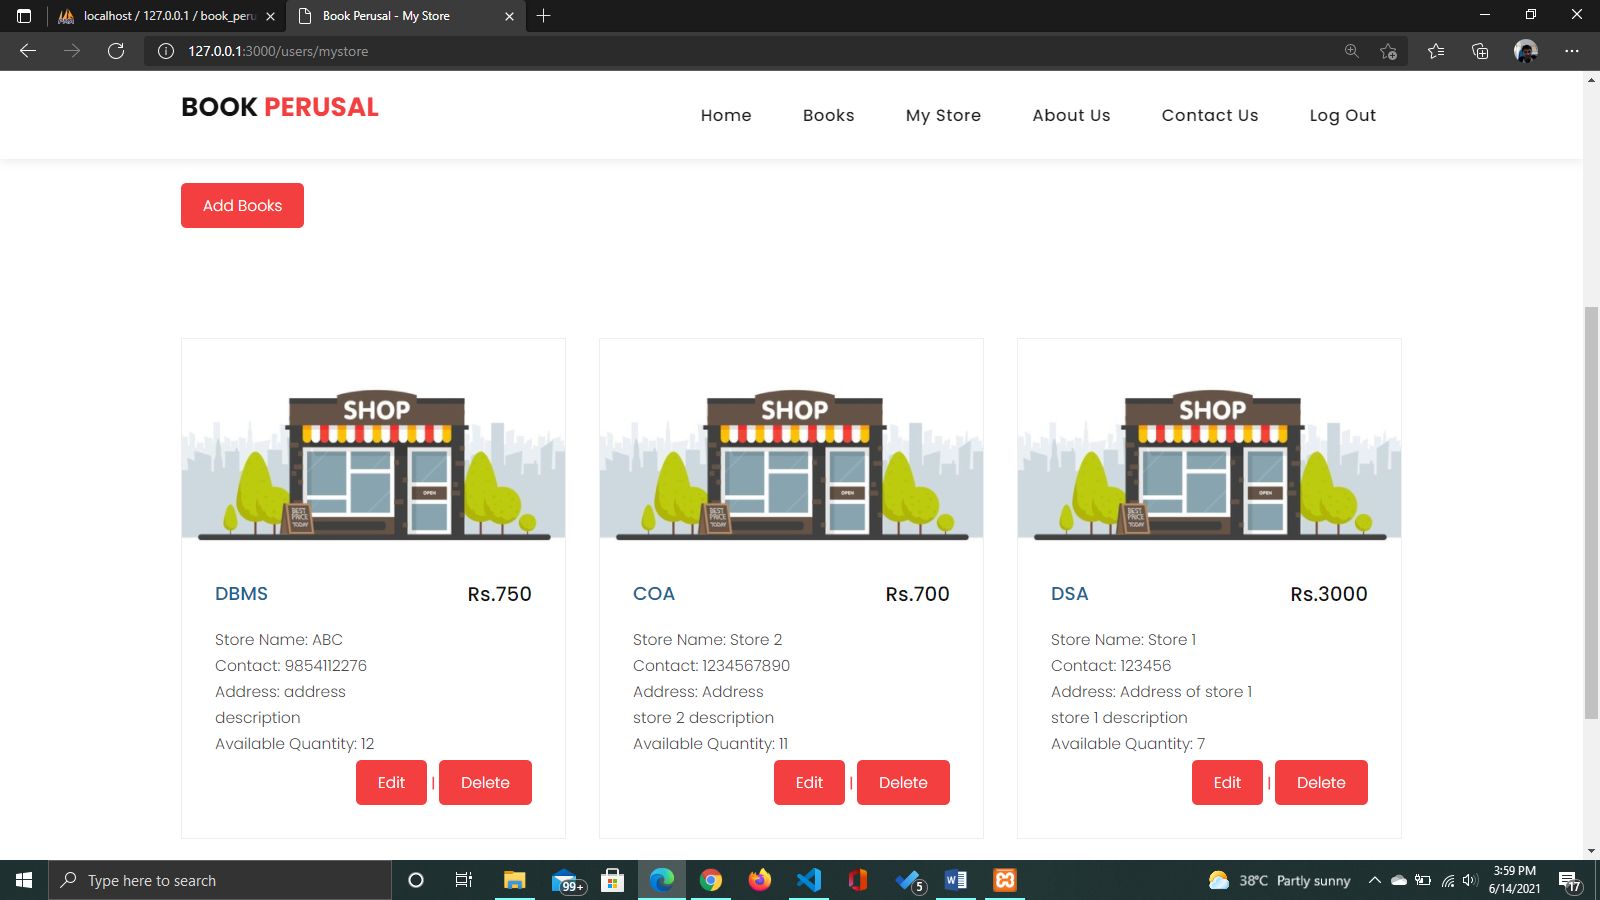 localhost / 127.0.0.1 / book_peru
Book Perusal - My Store
127.0.0.1:3000/users/mystore
BOOK PERUSAL
Home Books My Store About Us Contact Us Log Out
Add Books
SHOP
OPEN
BEST PRICE TODAY
SHOP
OPEN
BEST PRICE TODAY
SHOP
OPEN
BEST PRICE TODAY
DBMS Rs.750
Store Name: ABC
Contact: 9854112276
Address: address
description
Available Quantity: 12
Edit | Delete
COA Rs.700
Store Name: Store 2
Contact: 1234567890
Address: Address
store 2 description
Available Quantity: 11
Edit | Delete
DSA Rs.3000
Store Name: Store 1
Contact: 123456
Address: Address of store 1
store 1 description
Available Quantity: 7
Edit | Delete
Type here to search
99+
5
38°C Partly sunny
3:59 PM
6/14/2021
17